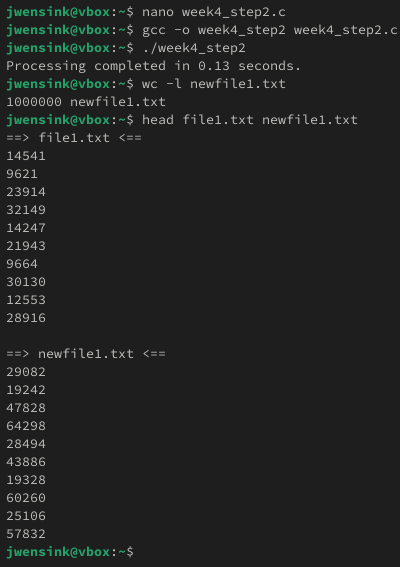 jwensink@vbox:~$ nano week4_step2.c
jwensink@vbox:~$ gcc -o week4_step2 week4_step2.c
jwensink@vbox:~$ ./week4_step2
Processing completed in 0.13 seconds.
jwensink@vbox:~$ wc -l newfile1.txt
1000000 newfile1.txt
jwensink@vbox:~$ head file1.txt newfile1.txt
==> file1.txt <==
14541
9621
23914
32149
14247
21943
9664
30130
12553
28916

==> newfile1.txt <==
29082
19242
47828
64298
28494
43886
19328
60260
25106
57832
jwensink@vbox:~$